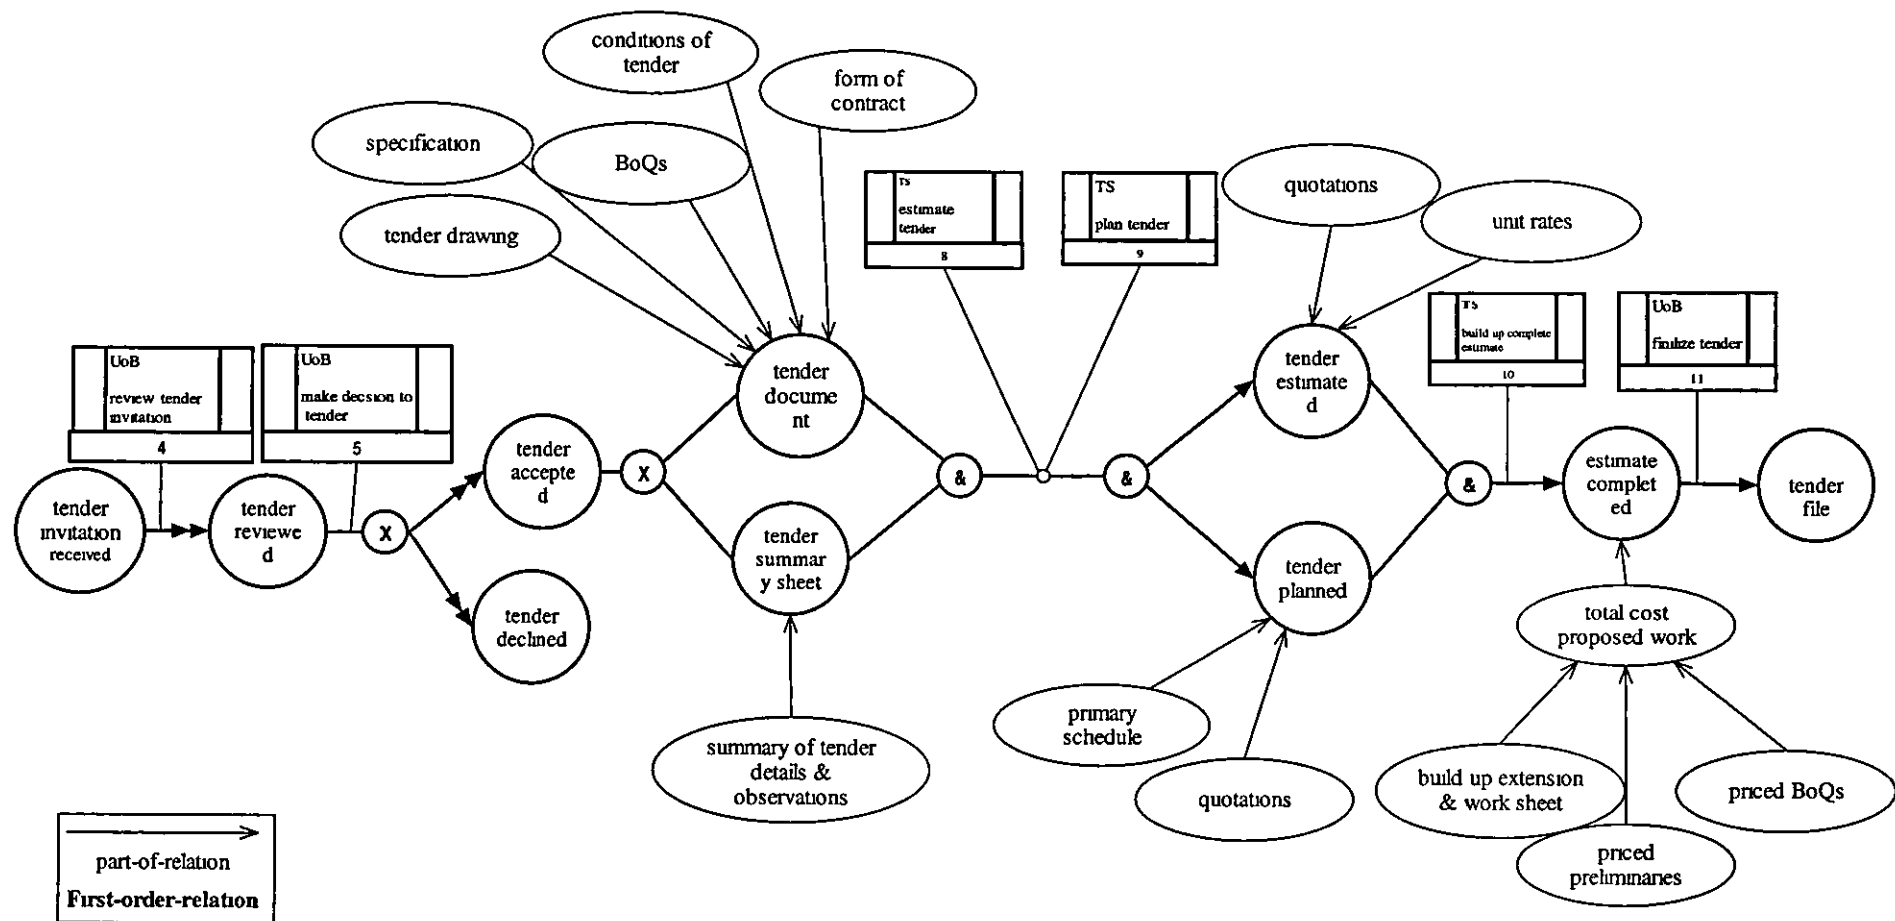 conditions of
tender
form of
contract
specification
BoQs
tender drawing
TS
estimate
tender
8
TS
plan tender
9
quotations
unit rates
UoB
review tender
invitation
4
UoB
make decsion to
tender
5
tender
docume
nt
tender
estimate
d
TS
build up complete
estimate
10
UoB
finilize tender
11
tender
invitation
received
tender
reviewe
d
X
tender
accepte
d
X
&
&
&
estimate
complet
ed
tender
file
tender
declined
tender
summar
y sheet
tender
planned
total cost
proposed work
summary of tender
details &
observations
primary
schedule
quotations
build up extension
& work sheet
priced BoQs
priced
preliminaries
part-of-relation
First-order-relation